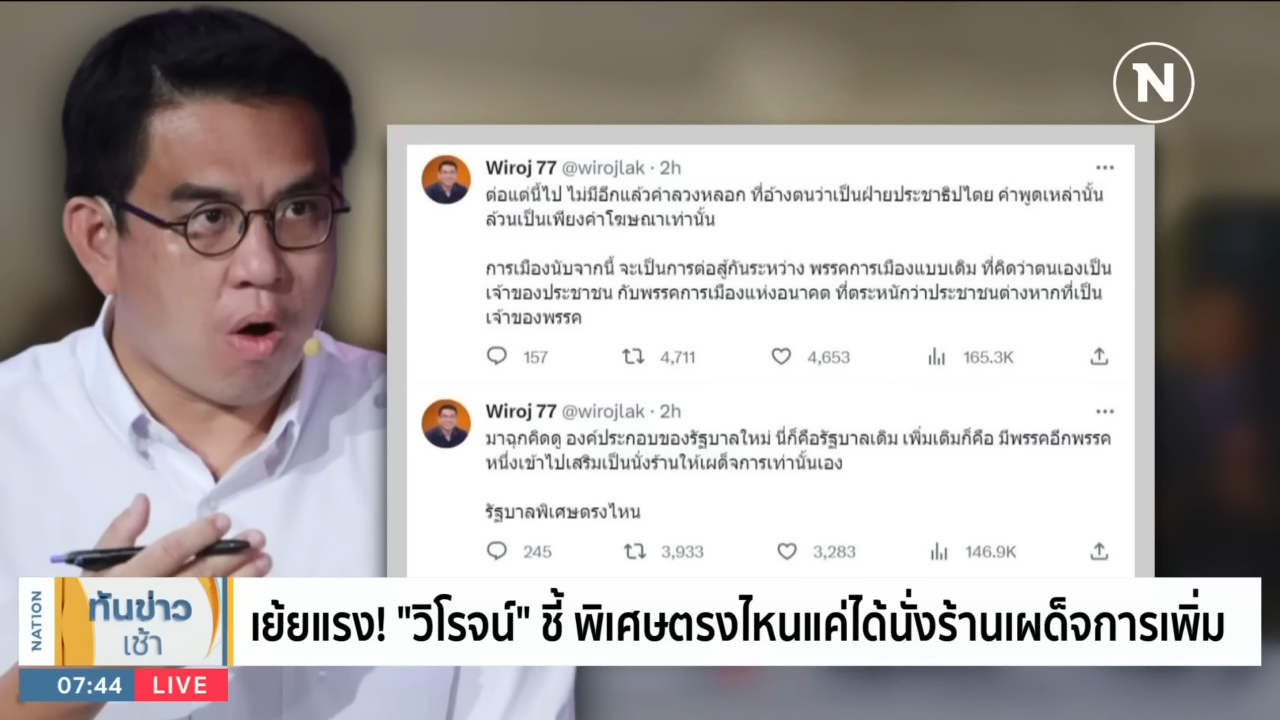 N
Wiroj 77 @wirojlak · 2h
ต่อแต่นี้ไป ไม่มีอีกแล้วคำลวงหลอก ที่อ้างตนว่าเป็นฝ่ายประชาธิปไตย คำพูดเหล่านั้น
ล้วนเป็นเพียงคำโฆษณาเท่านั้น
การเมืองนับจากนี้ จะเป็นการต่อสู้กันระหว่าง พรรคการเมืองแบบเดิม ที่คิดว่าตนเองเป็น
เจ้าของประชาชน กับพรรคการเมืองแห่งอนาคต ที่ตระหนักว่าประชาชนต่างหากที่เป็น
เจ้าของพรรค
157 4,711 4,653 165.3K
Wiroj 77 @wirojlak · 2h
มาฉุกคิดดู องค์ประกอบของรัฐบาลใหม่ นี่ก็คือรัฐบาลเดิม เพิ่มเติมก็คือ มีพรรคอีกพรรค
หนึ่งเข้าไปเสริมเป็นนั่งร้านให้เผด็จการเท่านั้นเอง
รัฐบาลพิเศษตรงไหน
245 3,933 3,283 146.9K
NATION
ทันข่าว
เช้า
เย้ยแรง! "วิโรจน์" ชี้ พิเศษตรงไหนแค่ได้นั่งร้านเผด็จการเพิ่ม
07:44 LIVE